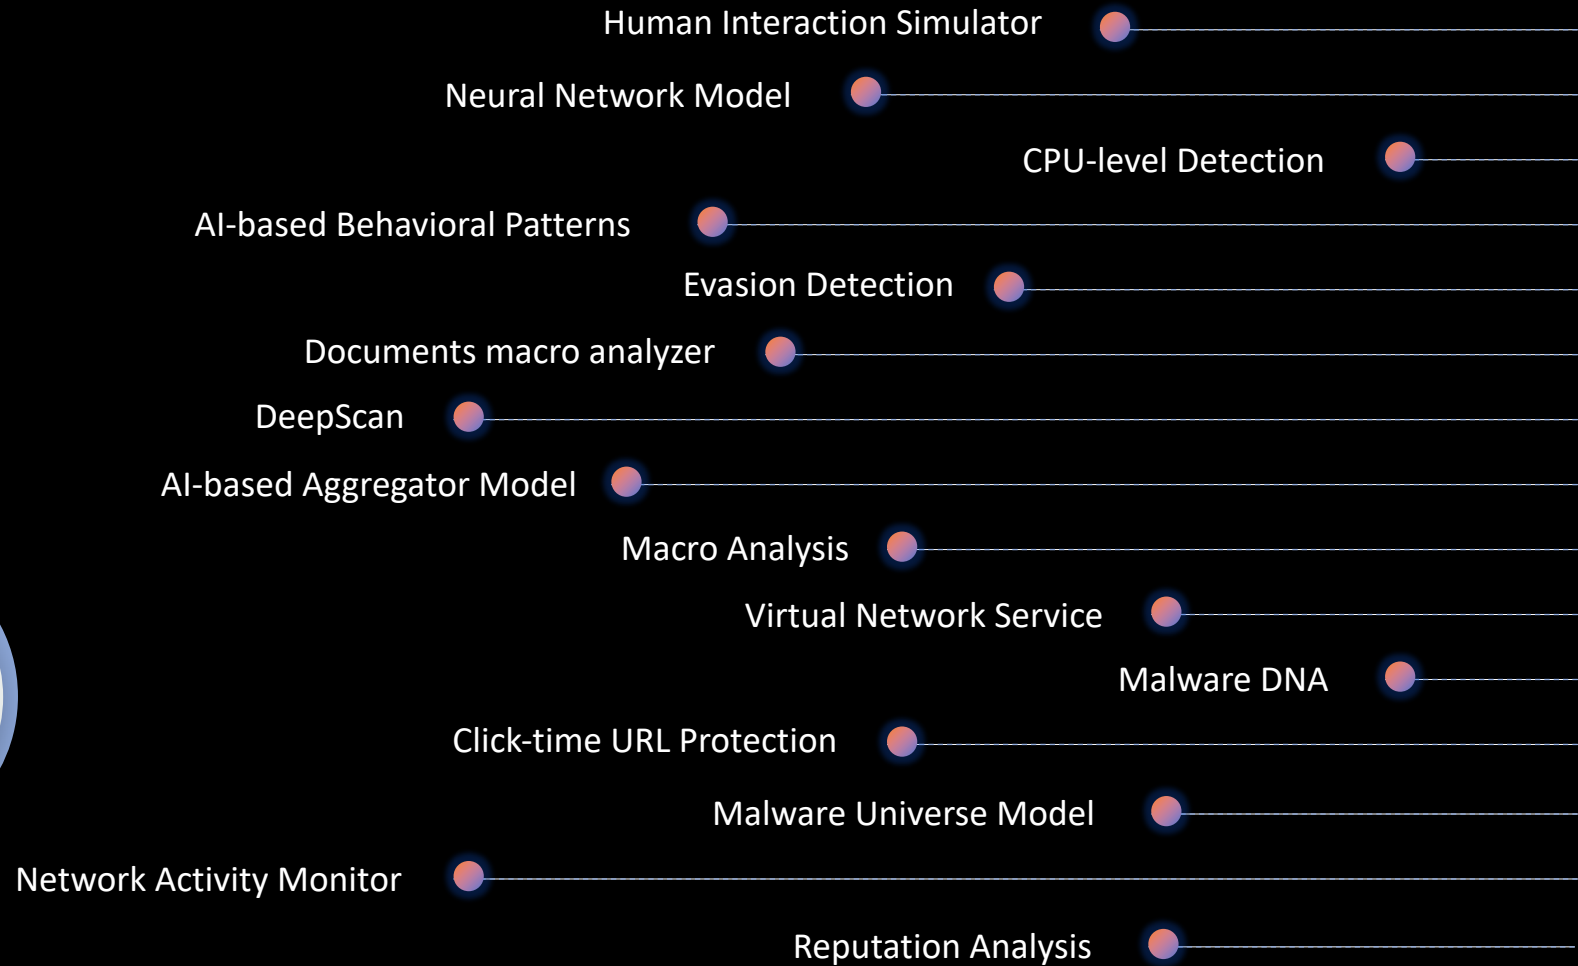 Human Interaction Simulator
Neural Network Model
CPU-level Detection
AI-based Behavioral Patterns
Evasion Detection
Documents macro analyzer
DeepScan
AI-based Aggregator Model
Macro Analysis
Virtual Network Service
Malware DNA
Click-time URL Protection
Malware Universe Model
Network Activity Monitor
Reputation Analysis